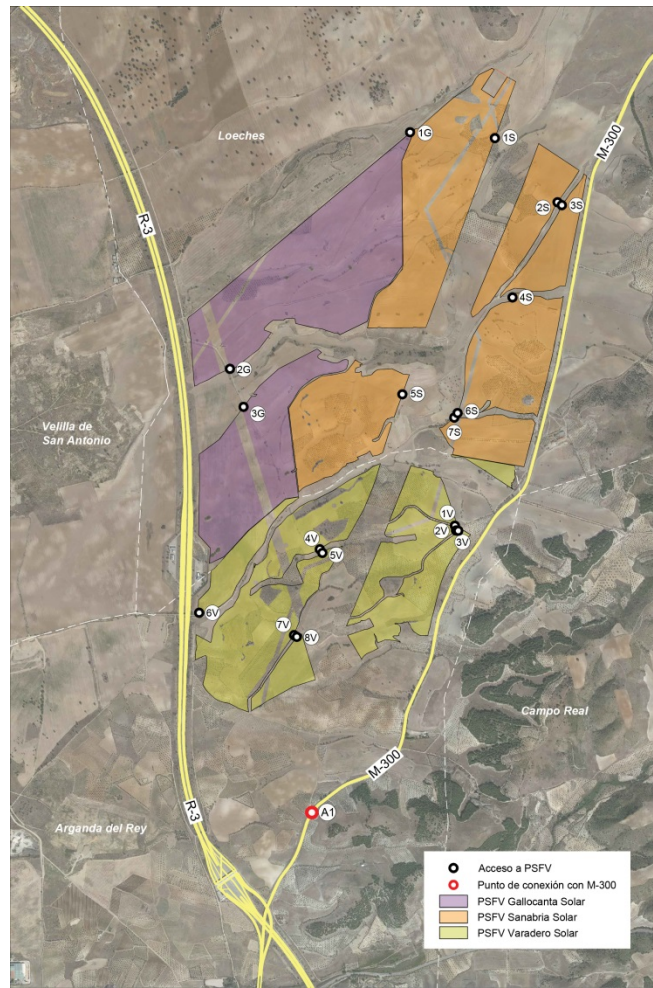 Loeches
1G
1S
M-300
2S
3S
R-3
4S
2G
5S
3G
6S
7S
Velilla de
San Antonio
1V
2V
3V
4V
5V
6V
7V
8V
Campo Real
M-300
R-3
A1
Arganda del Rey
Acceso a PSFV
Punto de conexión con M-300
PSFV Gallocanta Solar
PSFV Sanabria Solar
PSFV Varadero Solar